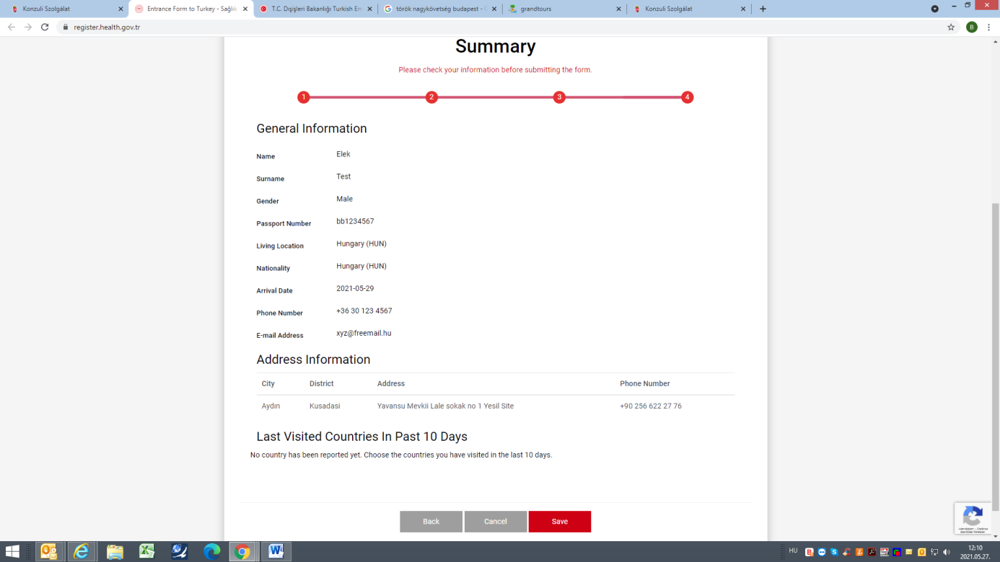 Konzuli Szolgálat
Entrance Form to Turkey - Sağlık
T.C. Dışişleri Bakanlığı Turkish Em
török nagykövetség budapest - G
grandtours
Konzuli Szolgálat
register.health.gov.tr
B
Summary
Please check your information before submitting the form.
1 2 3 4
General Information
Name Elek
Surname Test
Gender Male
Passport Number bb1234567
Living Location Hungary (HUN)
Nationality Hungary (HUN)
Arrival Date 2021-05-29
Phone Number +36 30 123 4567
E-mail Address xyz@freemail.hu
Address Information
City District Address Phone Number
Aydın Kusadasi Yavansu Mevkii Lale sokak no 1 Yesil Site +90 256 622 27 76
Last Visited Countries In Past 10 Days
No country has been reported yet. Choose the countries you have visited in the last 10 days.
Back Cancel Save
HU
12:10
2021.05.27.